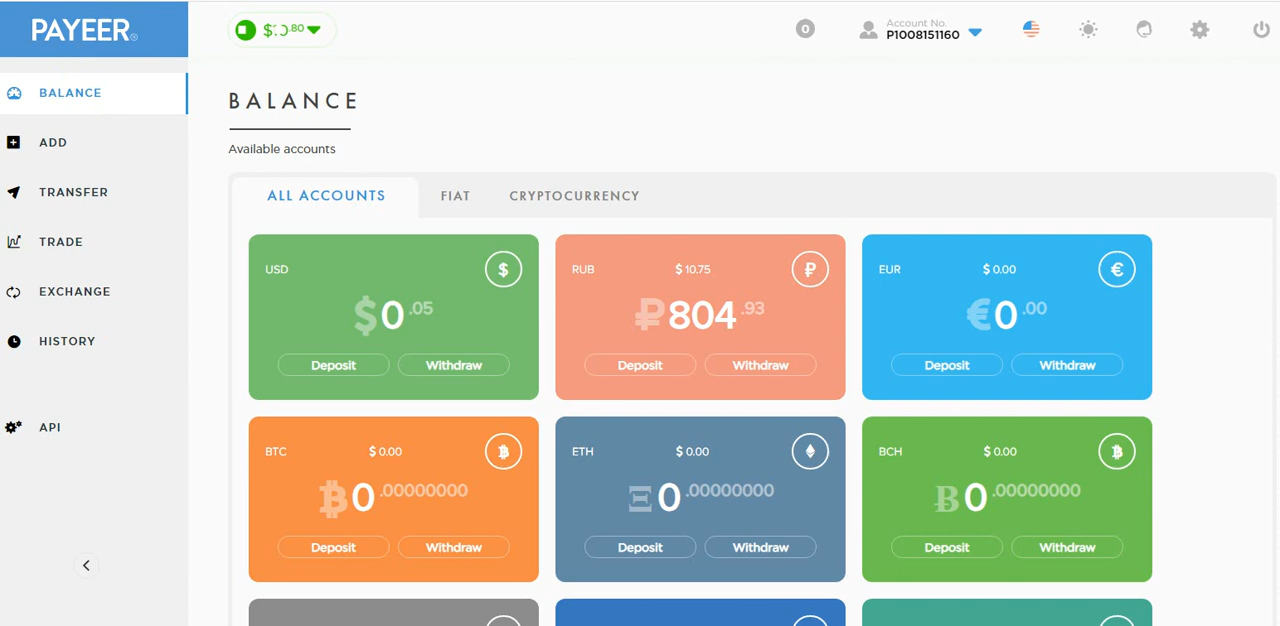 PAYEER®
0
Account No.
P1008151160
BALANCE
ADD
TRANSFER
TRADE
EXCHANGE
HISTORY
API
BALANCE
Available accounts
ALL ACCOUNTS FIAT CRYPTOCURRENCY
USD $
$0.05
Deposit Withdraw
RUB $ 10.75 ₽
₽804.93
Deposit Withdraw
EUR $ 0.00 €
€0.00
Deposit Withdraw
BTC $ 0.00
0.00000000
Deposit Withdraw
ETH $ 0.00
Ξ0.00000000
Deposit Withdraw
BCH $ 0.00
0.00000000
Deposit Withdraw